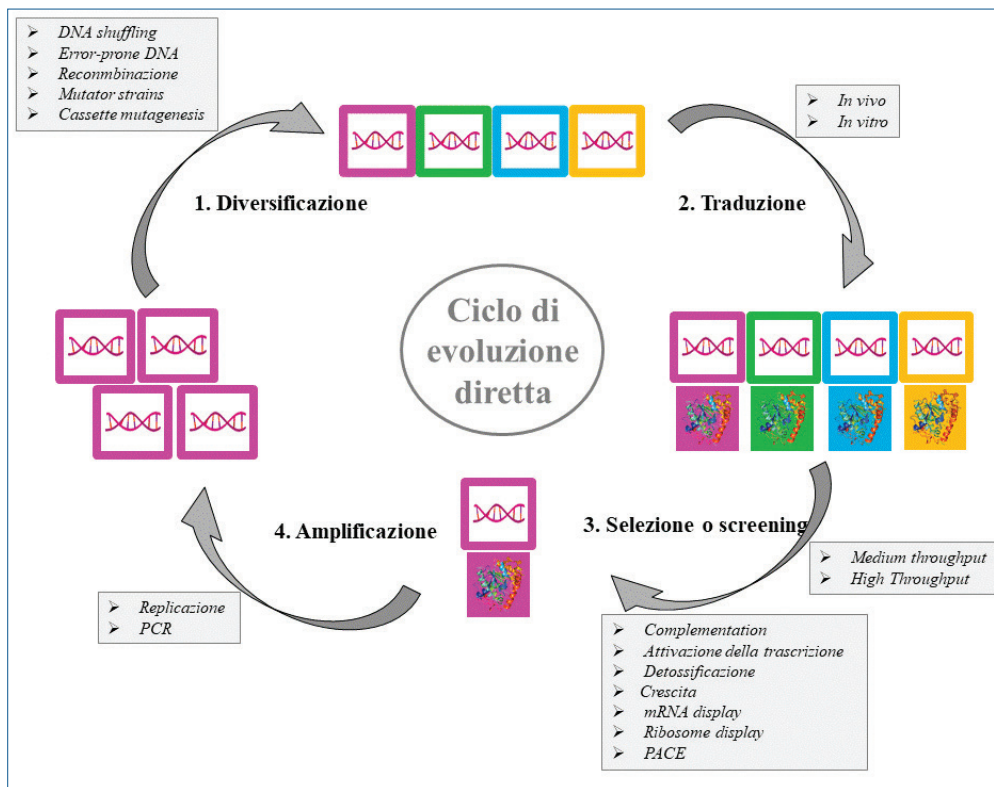 ➢ DNA shuffling
➢ Error-prone DNA
➢ Reconmbinazione
➢ Mutator strains
➢ Cassette mutagenesis
➢ In vivo
➢ In vitro
1. Diversificazione
2. Traduzione
Ciclo di
evoluzione
diretta
3. Selezione o screening
➢ Medium throughput
➢ High Throughput
4. Amplificazione
➢ Replicazione
➢ PCR
➢ Complementation
➢ Attivazione della trascrizione
➢ Detossificazione
➢ Crescita
➢ mRNA display
➢ Ribosome display
➢ PACE